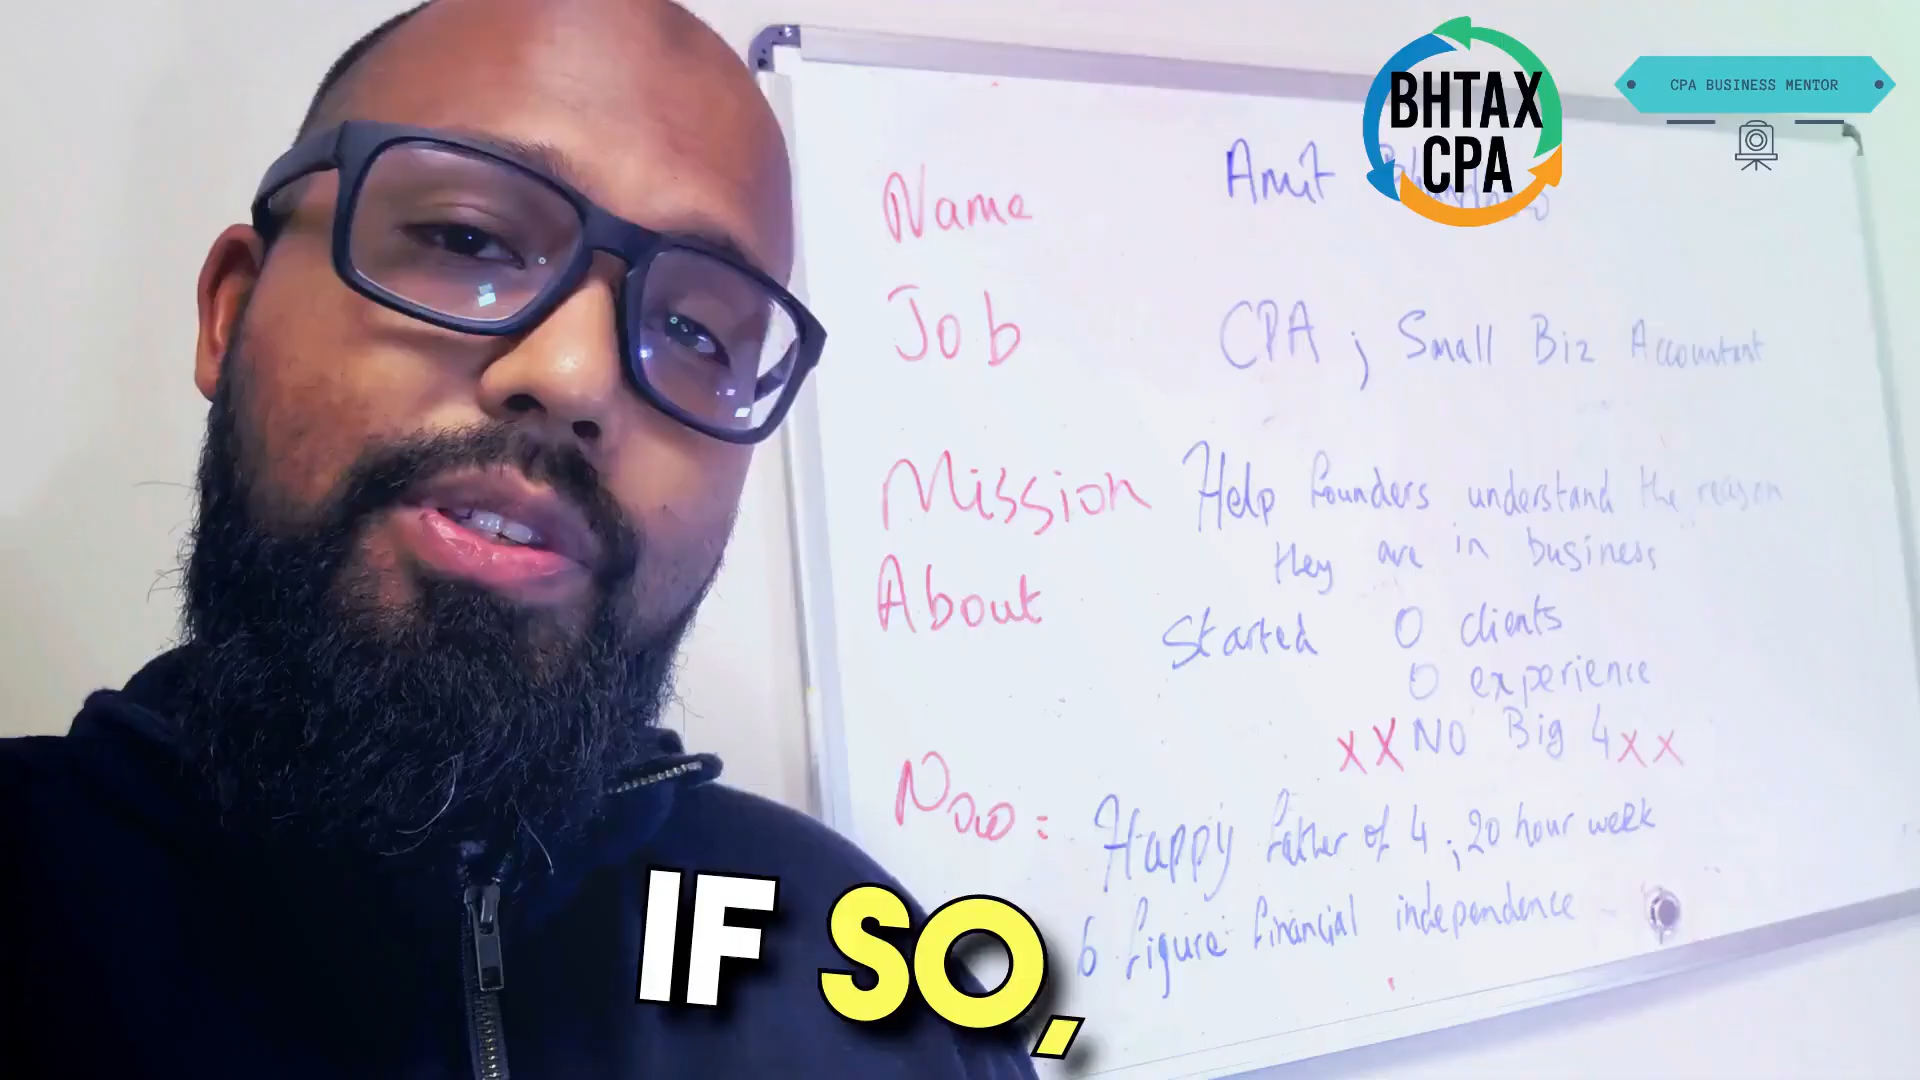 BHTAX
CPA
CPA BUSINESS MENTOR
Name Amit
Job CPA ; Small Biz Accountant
Mission Help founders understand the reason
they are in business
About Started 0 clients
0 experience
XX NO Big 4 XX
Now : Happy father of 4 ; 20 hour week
6 figure financial independence
IF SO,